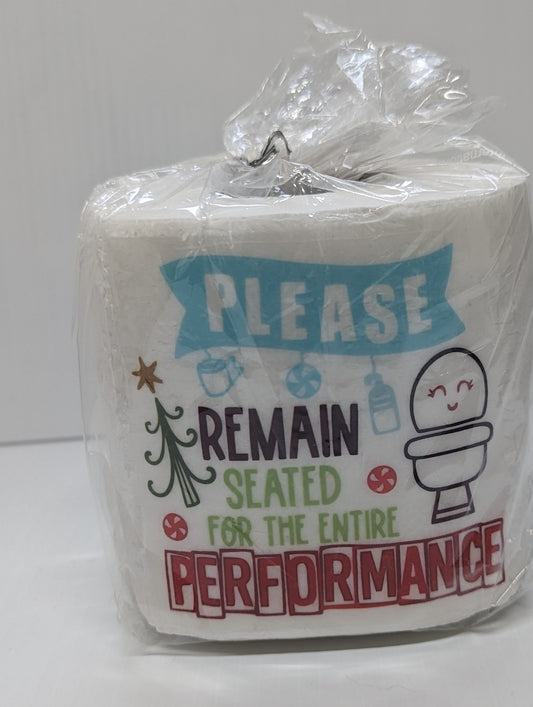 PLEASE
REMAIN
SEATED
FOR THE ENTIRE
PERFORMANCE